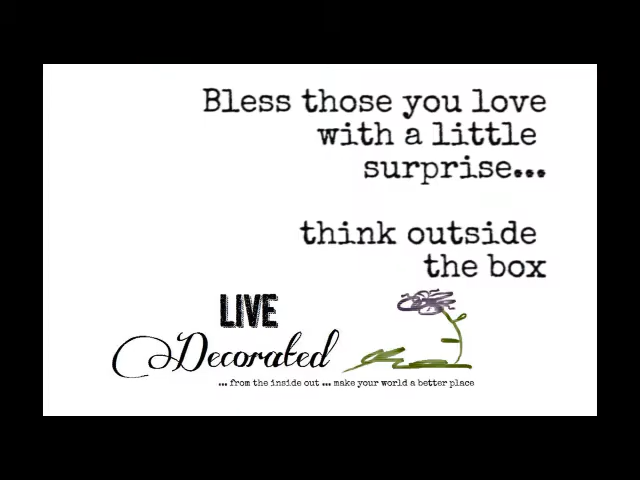 Bless those you love
with a little
surprise...
think outside
the box
LIVE
Decorated
... from the inside out ... make your world a better place